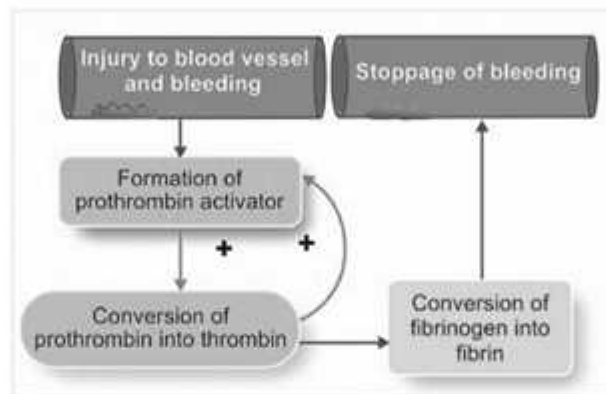 Injury to blood vessel
and bleeding
Stoppage of bleeding
Formation of
prothrombin activator
+
+
Conversion of
prothrombin into thrombin
Conversion of
fibrinogen into
fibrin